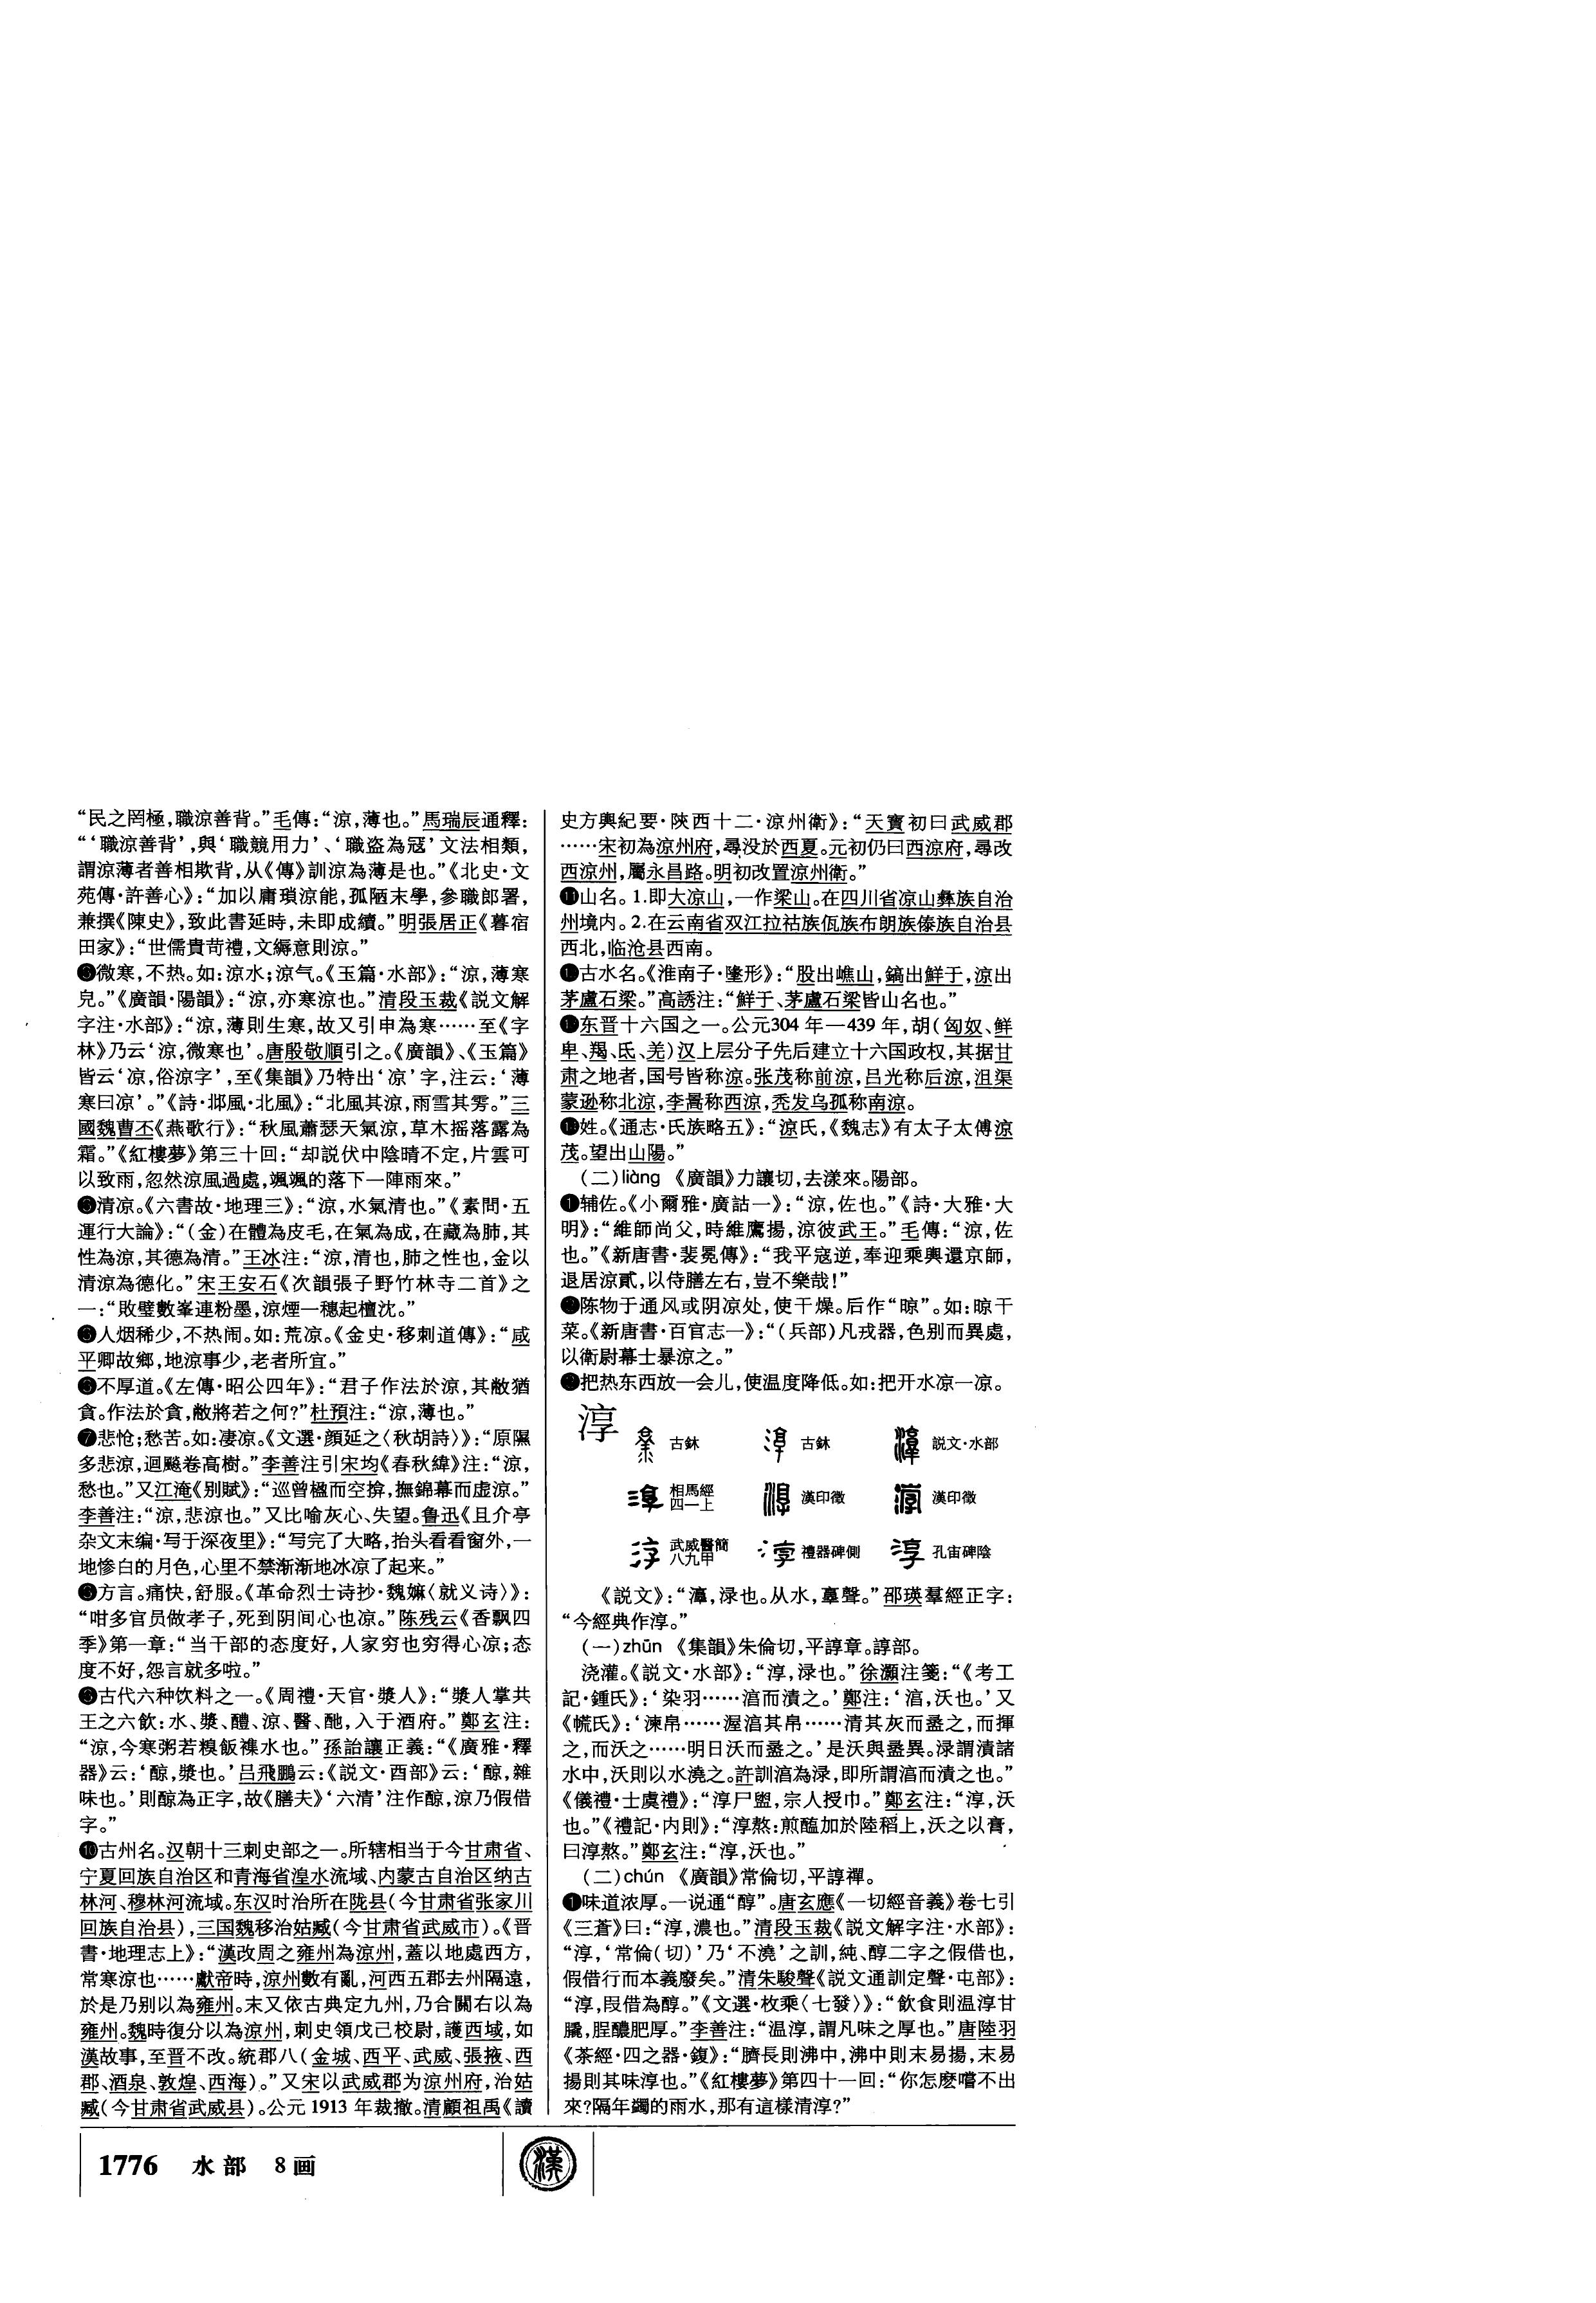 “民之罔極，職涼善背。”毛傳：“涼，薄也。”馬瑞辰通釋：
“‘職涼善背’，與‘職競用力’、‘職盜為寇’文法相類，
謂涼薄者善相欺背，从《傳》訓涼為薄是也。”《北史·文
苑傳·許善心》：“加以庸瑣涼能，孤陋末學，參職郎署，
兼撰《陳史》，致此書延時，未即成續。”明張居正《暮宿
田家》：“世儒貴苛禮，文縟意則涼。”
微寒，不热。如：涼水；涼气。《玉篇·水部》：“涼，薄寒
皃。”《廣韻·陽韻》：“涼，亦寒涼也。”清段玉裁《説文解
字注·水部》：“涼，薄則生寒，故又引申為寒……至《字
林》乃云‘涼，微寒也’。唐殷敬順引之。《廣韻》、《玉篇》
皆云‘凉，俗涼字’，至《集韻》乃特出‘凉’字，注云：‘薄
寒曰凉’。”《詩·邶風·北風》：“北風其涼，雨雪其雱。”三
國魏曹丕《燕歌行》：“秋風蕭瑟天氣涼，草木摇落露為
霜。”《紅樓夢》第三十回：“却説伏中陰晴不定，片雲可
以致雨，忽然涼風過處，颯颯的落下一陣雨來。”
清凉。《六書故·地理三》：“涼，水氣清也。”《素問·五
運行大論》：“（金）在體為皮毛，在氣為成，在藏為肺，其
性為涼，其德為清。”王冰注：“涼，清也，肺之性也，金以
清涼為德化。”宋王安石《次韻張子野竹林寺二首》之
一：“敗壁數峯連粉墨，涼煙一穗起檀沈。”
人烟稀少，不热闹。如：荒凉。《金史·移剌道傳》：“咸
平卿故鄉，地涼事少，老者所宜。”
不厚道。《左傳·昭公四年》：“君子作法於涼，其敝猶
貪。作法於貪，敝將若之何？”杜預注：“涼，薄也。”
❼悲怆；愁苦。如：凄凉。《文選·顔延之〈秋胡詩〉》：“原隰
多悲涼，迴飈卷高樹。”李善注引宋均《春秋緯》注：“涼，
愁也。”又江淹《别賦》：“巡曾楹而空揜，撫錦幕而虚涼。”
李善注：“涼，悲涼也。”又比喻灰心、失望。鲁迅《且介亭
杂文末编·写于深夜里》：“写完了大略，抬头看看窗外，一
地惨白的月色，心里不禁渐渐地冰凉了起来。”
方言。痛快，舒服。《革命烈士诗抄·魏嫲〈就义诗〉》：
“咁多官员做孝子，死到阴间心也凉。”陈残云《香飘四
季》第一章：“当干部的态度好，人家穷也穷得心凉；态
度不好，怨言就多啦。”
古代六种饮料之一。《周禮·天官·漿人》：“漿人掌共
王之六飲：水、漿、醴、涼、醫、酏，入于酒府。”鄭玄注：
“涼，今寒粥若糗飯襍水也。”孫詒讓正義：“《廣雅·釋
器》云：‘䣼，漿也。’吕飛鵬云：《説文·酉部》云：‘䣼，雜
味也。’則䣼為正字，故《膳夫》‘六清’注作䣼，涼乃假借
字。”
❿古州名。汉朝十三刺史部之一。所辖相当于今甘肃省、
宁夏回族自治区和青海省湟水流域、内蒙古自治区纳古
林河、穆林河流域。东汉时治所在陇县（今甘肃省张家川
回族自治县），三国魏移治姑臧（今甘肃省武威市）。《晋
書·地理志上》：“漢改周之雍州為涼州，蓋以地處西方，
常寒涼也……獻帝時，涼州數有亂，河西五郡去州隔遠，
於是乃别以為雍州。末又依古典定九州，乃合關右以為
雍州。魏時復分以為涼州，刺史領戊己校尉，護西域，如
漢故事，至晋不改。統郡八（金城、西平、武威、張掖、西
郡、酒泉、敦煌、西海）。”又宋以武威郡为涼州府，治姑
臧（今甘肃省武威县）。公元1913年裁撤。清顧祖禹《讀
史方輿紀要·陝西十二·涼州衛》：“天寶初曰武威郡
……宋初為涼州府，尋没於西夏。元初仍曰西涼府，尋改
西涼州，屬永昌路。明初改置涼州衛。”
⓫山名。1.即大凉山，一作梁山。在四川省凉山彝族自治
州境内。2.在云南省双江拉祜族佤族布朗族傣族自治县
西北，临沧县西南。
古水名。《淮南子·墬形》：“股出嶕山，鎬出鮮于，涼出
茅盧石梁。”高誘注：“鮮于、茅盧石梁皆山名也。”
东晋十六国之一。公元304年—439年，胡（匈奴、鲜
卑、羯、氐、羌）汉上层分子先后建立十六国政权，其据甘
肃之地者，国号皆称涼。张茂称前涼，吕光称后涼，沮渠
蒙逊称北涼，李暠称西涼，秃发乌孤称南涼。
姓。《通志·氏族略五》：“涼氏，《魏志》有太子太傅涼
茂。望出山陽。”
（二）liàng 《廣韻》力讓切，去漾來。陽部。
❶辅佐。《小爾雅·廣詁一》：“涼，佐也。”《詩·大雅·大
明》：“維師尚父，時維鷹揚，涼彼武王。”毛傳：“涼，佐
也。”《新唐書·裴冕傳》：“我平寇逆，奉迎乘輿還京師，
退居涼貳，以侍膳左右，豈不樂哉！”
陈物于通风或阴凉处，使干燥。后作“晾”。如：晾干
菜。《新唐書·百官志一》：“（兵部）凡戎器，色别而異處，
以衛尉幕士暴涼之。”
把热东西放一会儿，使温度降低。如：把开水凉一凉。
淳
古鉨 古鉨 説文·水部
相馬經四一上 漢印徵 漢印徵
武威醫簡八九甲 禮器碑側 孔宙碑陰
《説文》：“𣶏，渌也。从水，𦎫聲。”邵瑛羣經正字：
“今經典作淳。”
（一）zhūn 《集韻》朱倫切，平諄章。諄部。
浇灌。《説文·水部》：“淳，渌也。”徐灝注箋：“《考工
記·鍾氏》：‘染羽……湻而漬之。’鄭注：‘湻，沃也。’又
《㡆氏》：‘湅帛……渥湻其帛……清其灰而盝之，而揮
之，而沃之……明日沃而盝之。’是沃與盝異。渌謂漬諸
水中，沃則以水澆之。許訓湻為渌，即所謂湻而漬之也。”
《儀禮·士虞禮》：“淳尸盥，宗人授巾。”鄭玄注：“淳，沃
也。”《禮記·内則》：“淳熬：煎醢加於陸稻上，沃之以膏，
曰淳熬。”鄭玄注：“淳，沃也。”
（二）chún 《廣韻》常倫切，平諄禪。
❶味道浓厚。一说通“醇”。唐玄應《一切經音義》卷七引
《三蒼》曰：“淳，濃也。”清段玉裁《説文解字注·水部》：
“淳，‘常倫（切）’乃‘不澆’之訓，純、醇二字之假借也，
假借行而本義廢矣。”清朱駿聲《説文通訓定聲·屯部》：
“淳，叚借為醇。”《文選·枚乘〈七發〉》：“飲食則温淳甘
膬，脭醲肥厚。”李善注：“温淳，謂凡味之厚也。”唐陸羽
《茶經·四之器·鍑》：“臍長則沸中，沸中則末易揚，末易
揚則其味淳也。”《紅樓夢》第四十一回：“你怎麽嚐不出
來？隔年蠲的雨水，那有這樣清淳？”
1776 水部 8画
漢